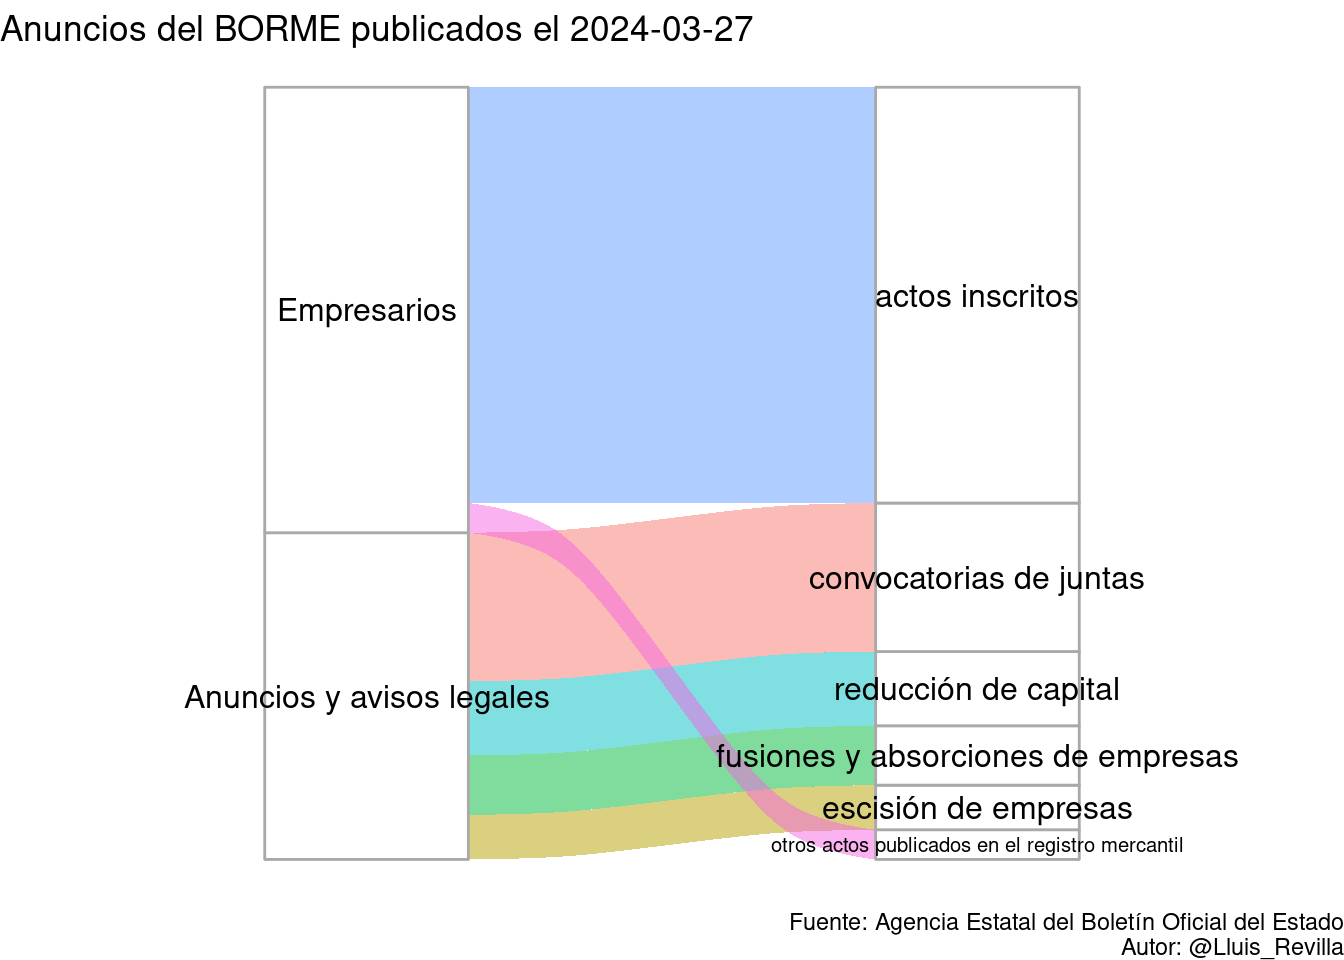 Anuncios del BORME publicados el 2024-03-27
Empresarios
actos inscritos
convocatorias de juntas
Anuncios y avisos legales
reducción de capital
fusiones y absorciones de empresas
escisión de empresas
otros actos publicados en el registro mercantil
Fuente: Agencia Estatal del Boletín Oficial del Estado
Autor: @Lluis_Revilla